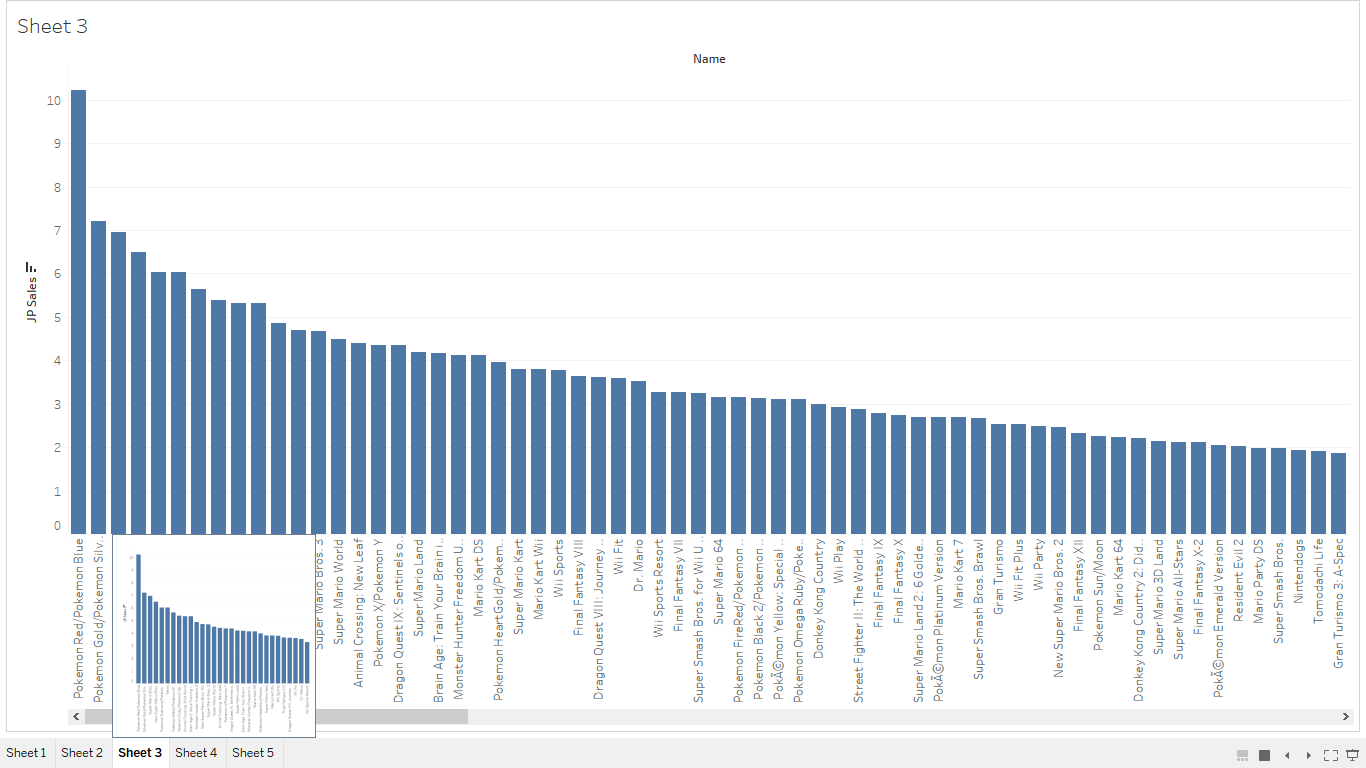 Sheet 3
Name
10
9
8
7
6
5
4
3
2
1
0
JP Sales
Pokemon Red/Pokemon Blue
Pokemon Gold/Pokemon Silv..
Super Mario Bros. 3
Super Mario World
Animal Crossing: New Leaf
Pokemon X/Pokemon Y
Dragon Quest IX: Sentinels o..
Super Mario Land
Brain Age: Train Your Brain i..
Monster Hunter Freedom U..
Mario Kart DS
Pokemon HeartGold/Pokem..
Super Mario Kart
Mario Kart Wii
Wii Sports
Final Fantasy VIII
Dragon Quest VIII: Journey ..
Wii Fit
Dr. Mario
Wii Sports Resort
Final Fantasy VII
Super Smash Bros. for Wii U ..
Super Mario 64
Pokemon FireRed/Pokemon ..
Pokemon Black 2/Pokemon ..
PokÃ©mon Yellow: Special ..
Pokemon Omega Ruby/Poke..
Donkey Kong Country
Wii Play
Street Fighter II: The World ..
Final Fantasy IX
Final Fantasy X
Super Mario Land 2: 6 Golde..
PokÃ©mon Platinum Version
Mario Kart 7
Super Smash Bros. Brawl
Gran Turismo
Wii Fit Plus
Wii Party
New Super Mario Bros. 2
Final Fantasy XII
Pokemon Sun/Moon
Mario Kart 64
Donkey Kong Country 2: Did..
Super Mario 3D Land
Super Mario All-Stars
Final Fantasy X-2
PokÃ©mon Emerald Version
Resident Evil 2
Mario Party DS
Super Smash Bros.
Nintendogs
Tomodachi Life
Gran Turismo 3: A-Spec
Sheet 1
Sheet 2
Sheet 3
Sheet 4
Sheet 5